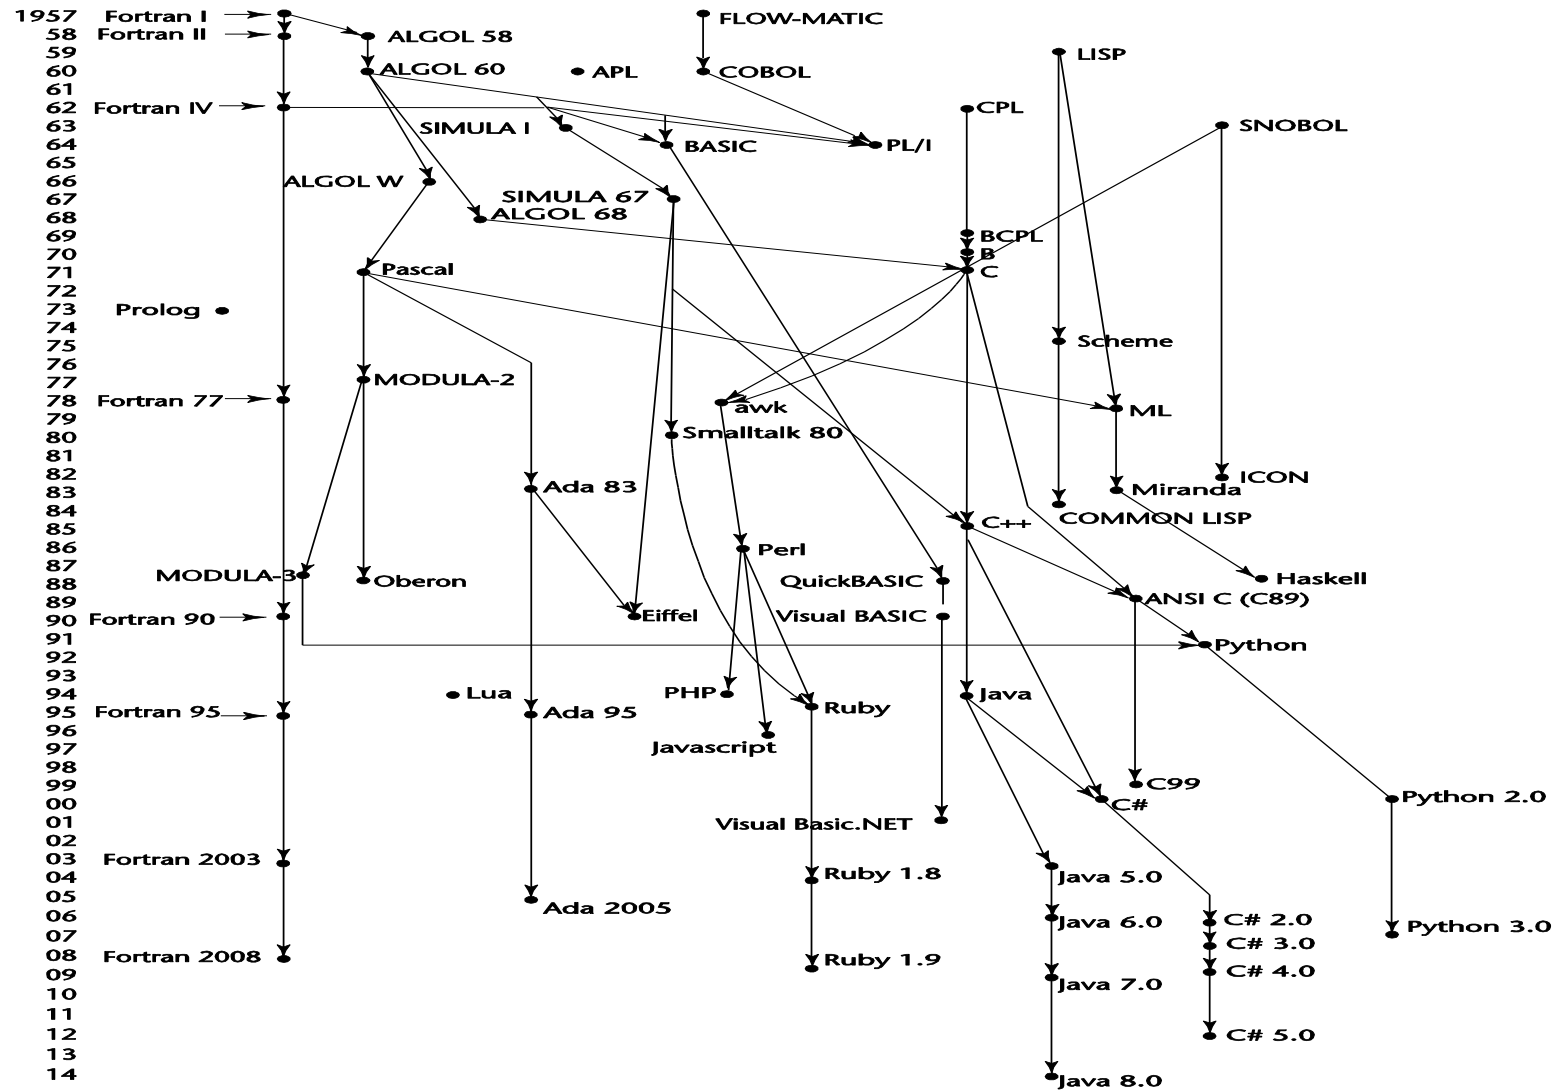 1957 Fortran I FLOW-MATIC
58 Fortran II ALGOL 58
59 LISP
60 ALGOL 60 APL COBOL
61
62 Fortran IV CPL
63 SIMULA I SNOBOL
64 BASIC PL/I
65
66 ALGOL W
67 SIMULA 67
68 ALGOL 68
69 BCPL
70 B
71 Pascal C
72
73 Prolog
74
75 Scheme
76
77 MODULA-2
78 Fortran 77 awk ML
79
80 Smalltalk 80
81
82 ICON
83 Ada 83 Miranda
84 COMMON LISP
85 C++
86 Perl
87
88 MODULA-3 Oberon QuickBASIC Haskell
89 ANSI C (C89)
90 Fortran 90 Eiffel Visual BASIC
91 Python
92
93
94 Lua PHP Java
95 Fortran 95 Ada 95 Ruby
96
97 Javascript
98
99 C99
00 C# Python 2.0
01 Visual Basic.NET
02
03 Fortran 2003
04 Ruby 1.8 Java 5.0
05 Ada 2005
06 Java 6.0 C# 2.0 Python 3.0
07 C# 3.0
08 Fortran 2008 Ruby 1.9
09 Java 7.0 C# 4.0
10
11
12 C# 5.0
13
14 Java 8.0